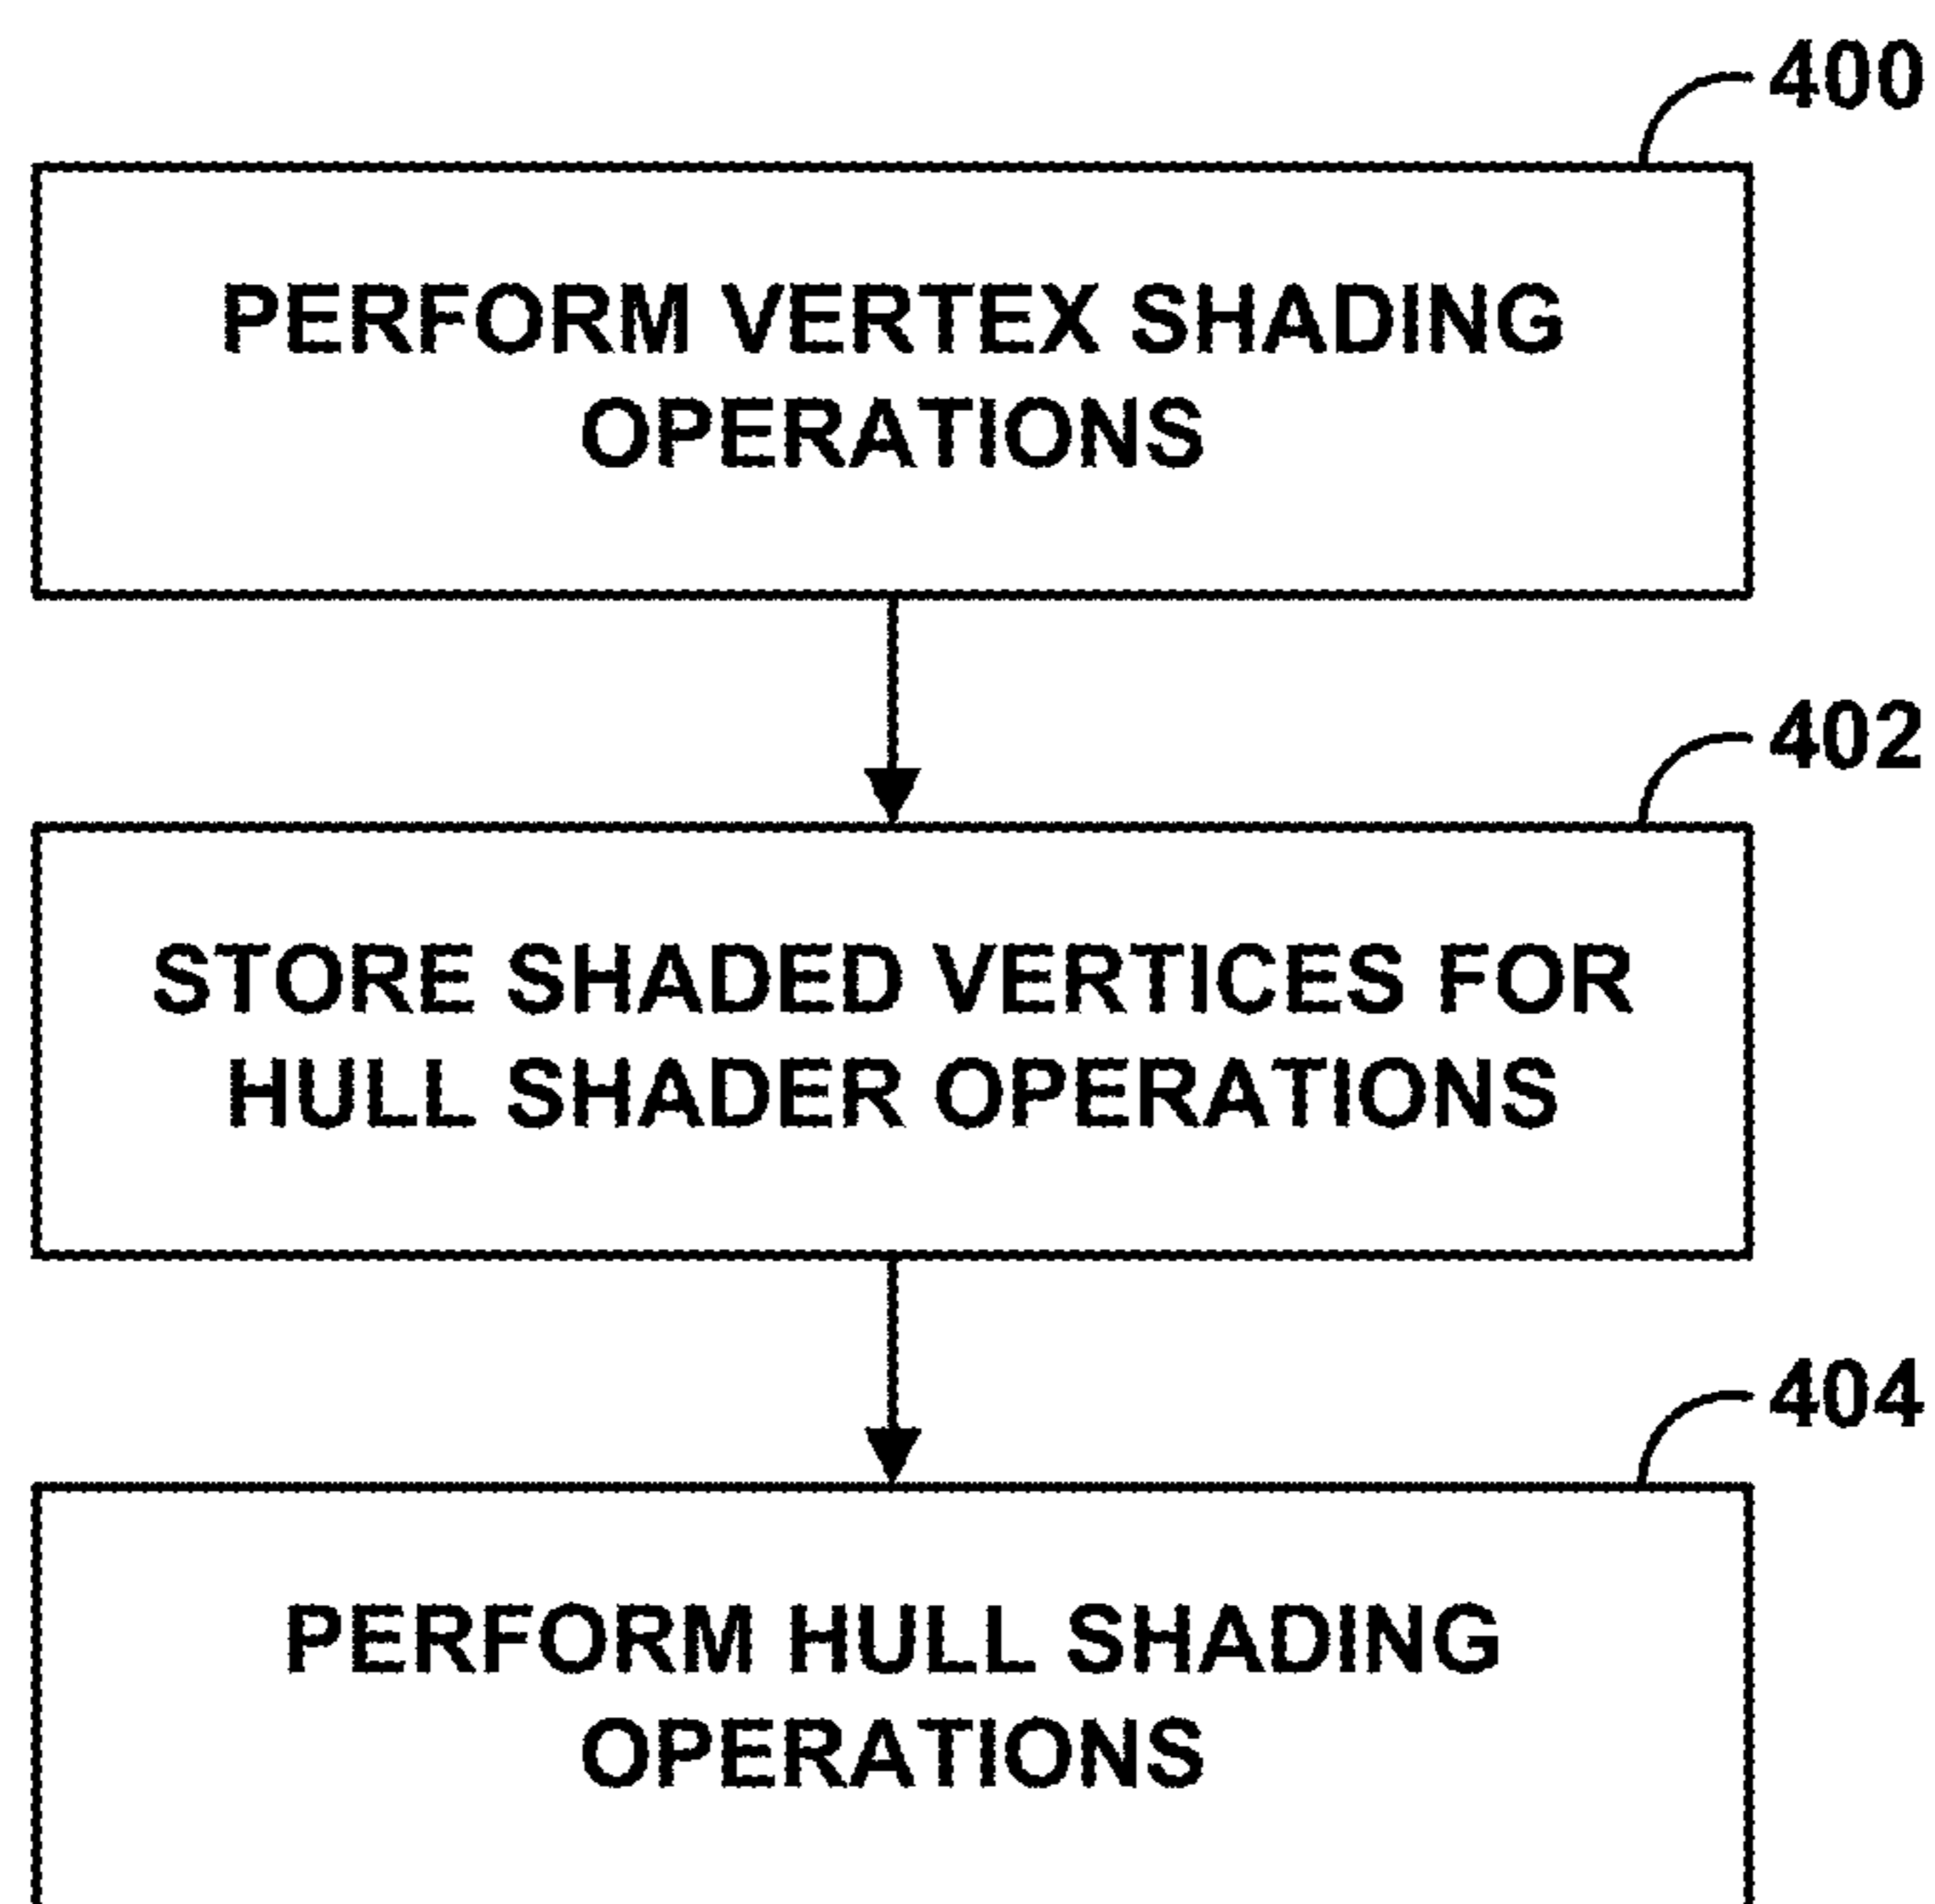 400
PERFORM VERTEX SHADING
OPERATIONS
402
STORE SHADED VERTICES FOR
HULL SHADER OPERATIONS
404
PERFORM HULL SHADING
OPERATIONS